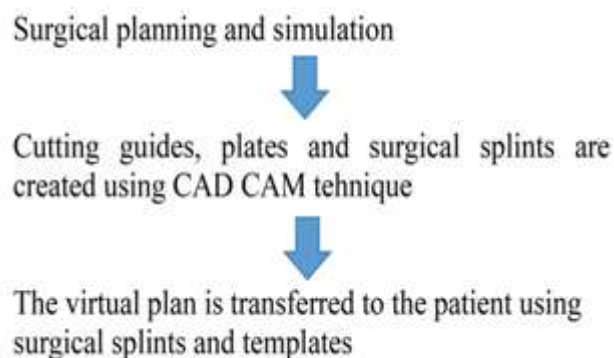 Surgical planning and simulation
Cutting guides, plates and surgical splints are
created using CAD CAM tehnique
The virtual plan is transferred to the patient using
surgical splints and templates